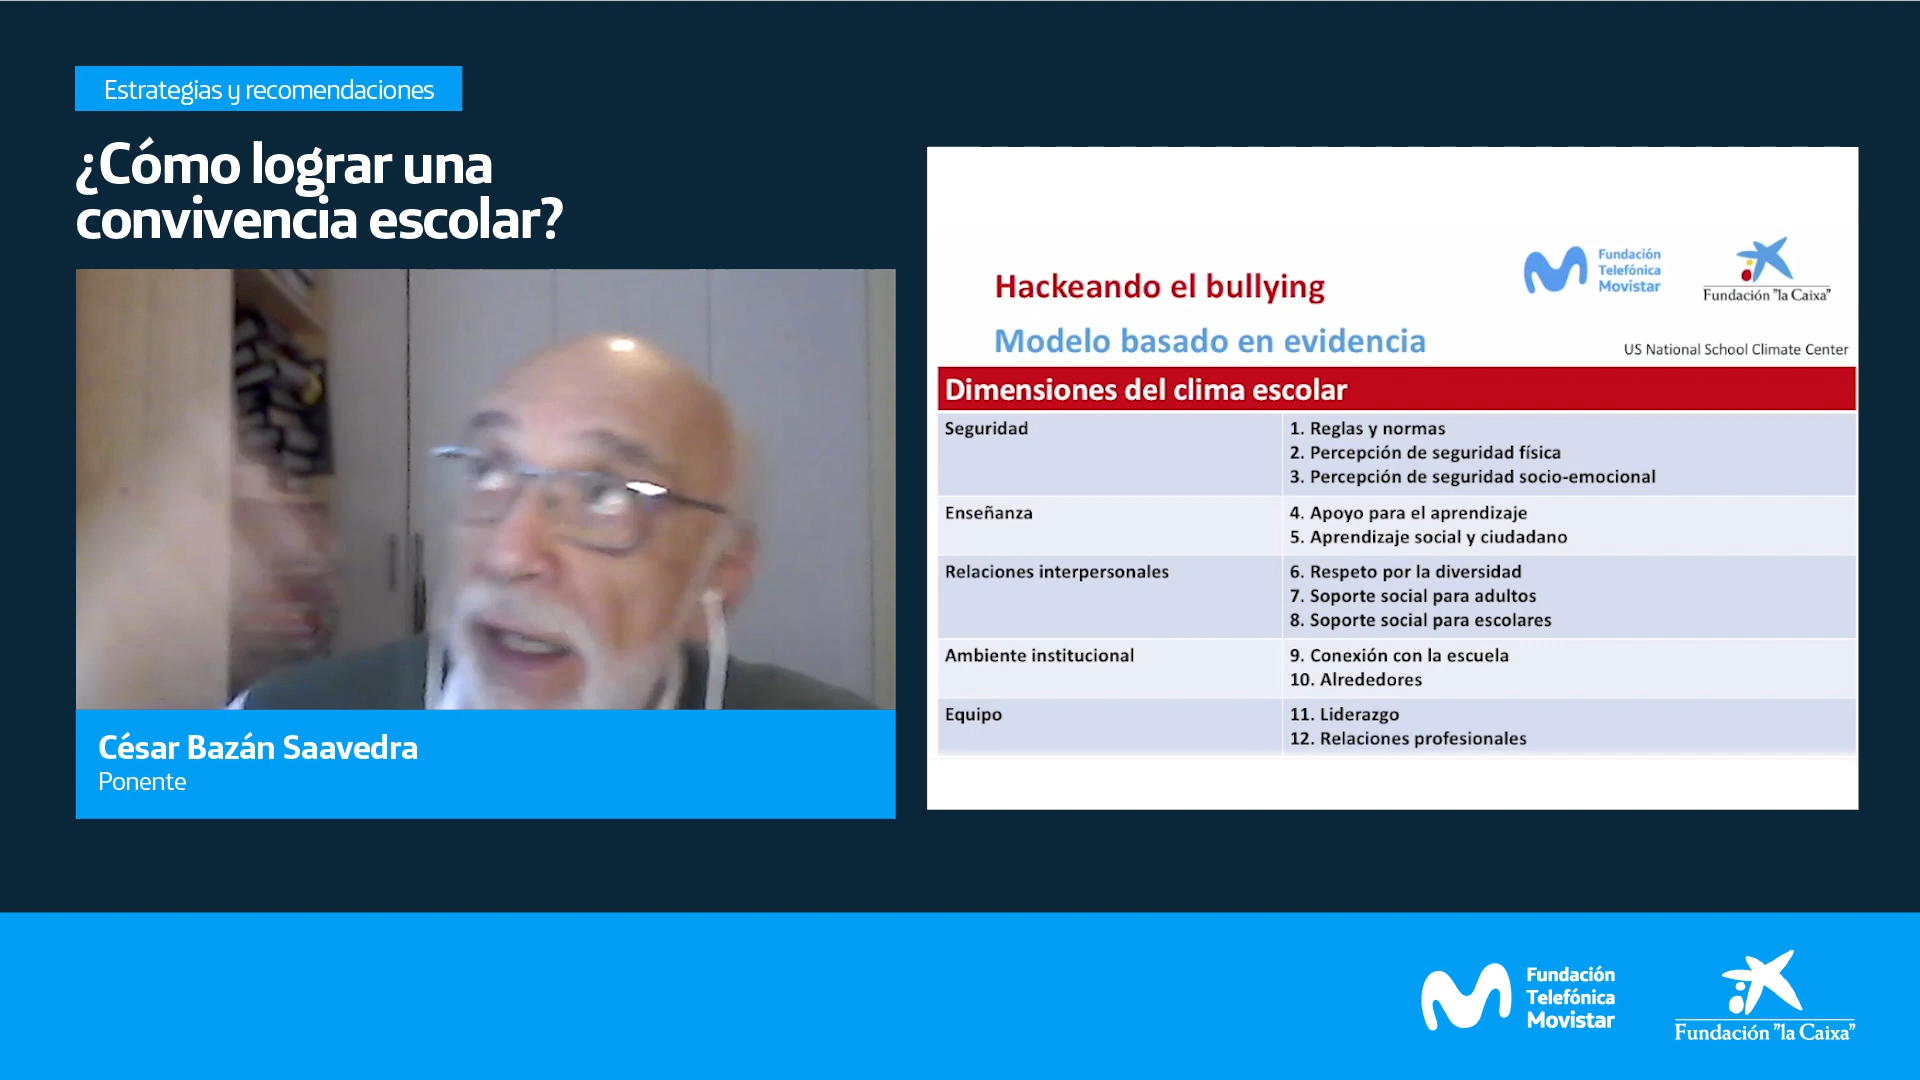 Estrategias y recomendaciones
¿Cómo lograr una
convivencia escolar?
César Bazán Saavedra
Ponente
Hackeando el bullying
Modelo basado en evidencia
Fundación
Telefónica
Movistar
Fundación "la Caixa"
US National School Climate Center
Dimensiones del clima escolar
Seguridad
1. Reglas y normas
2. Percepción de seguridad física
3. Percepción de seguridad socio-emocional
Enseñanza
4. Apoyo para el aprendizaje
5. Aprendizaje social y ciudadano
Relaciones interpersonales
6. Respeto por la diversidad
7. Soporte social para adultos
8. Soporte social para escolares
Ambiente institucional
9. Conexión con la escuela
10. Alrededores
Equipo
11. Liderazgo
12. Relaciones profesionales
Fundación
Telefónica
Movistar
Fundación "la Caixa"